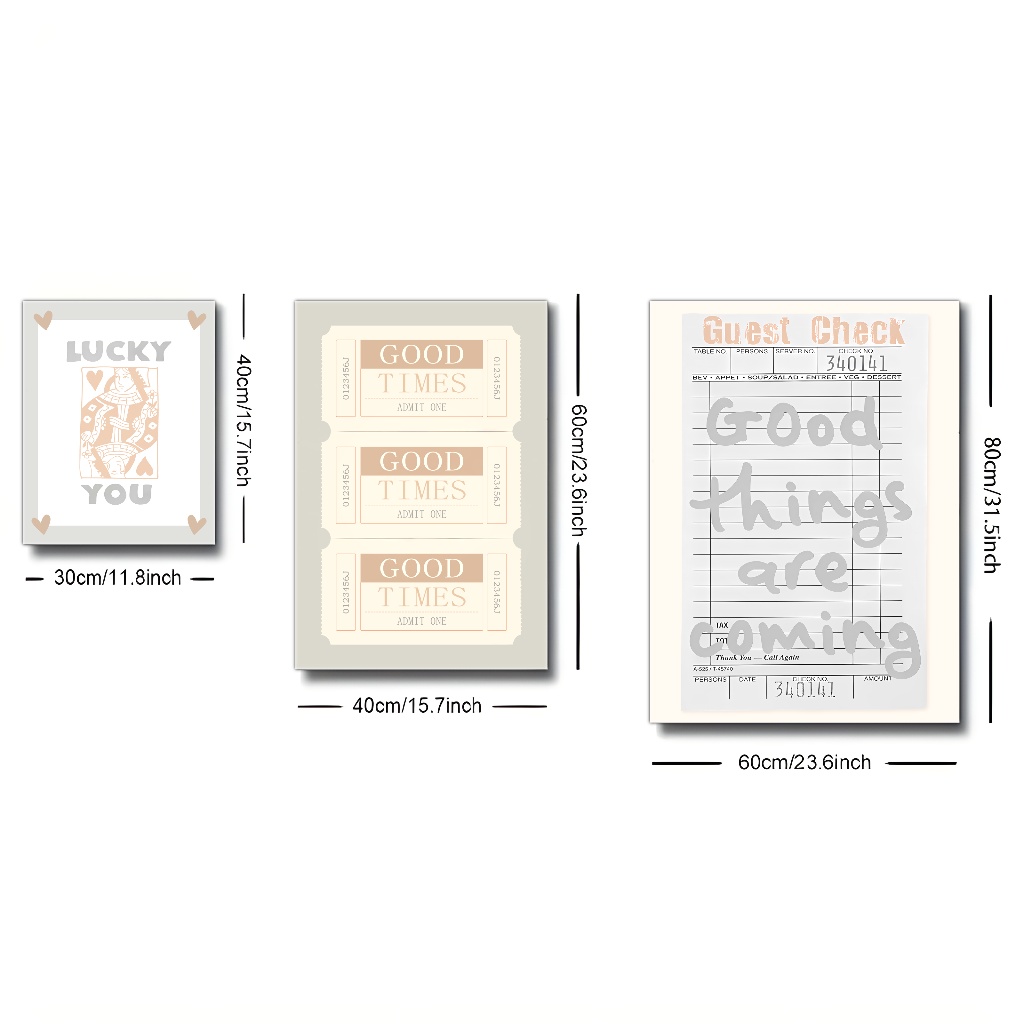 LUCKY
YOU
40cm/15.7inch
30cm/11.8inch
0123456J
GOOD
TIMES
ADMIT ONE
0123456J
0123456J
GOOD
TIMES
ADMIT ONE
0123456J
0123456J
GOOD
TIMES
ADMIT ONE
0123456J
60cm/23.6inch
40cm/15.7inch
Guest Check
TABLE NO. PERSONS SERVER NO. CHECK NO.
340141
BEV • APPET • SOUP/SALAD • ENTREE • VEG • DESSERT
Good
things
are
coming
TAX
TOT
Thank You — Call Again
A-525 / T-45740
PERSONS DATE CHECK NO. AMOUNT
340141
80cm/31.5inch
60cm/23.6inch